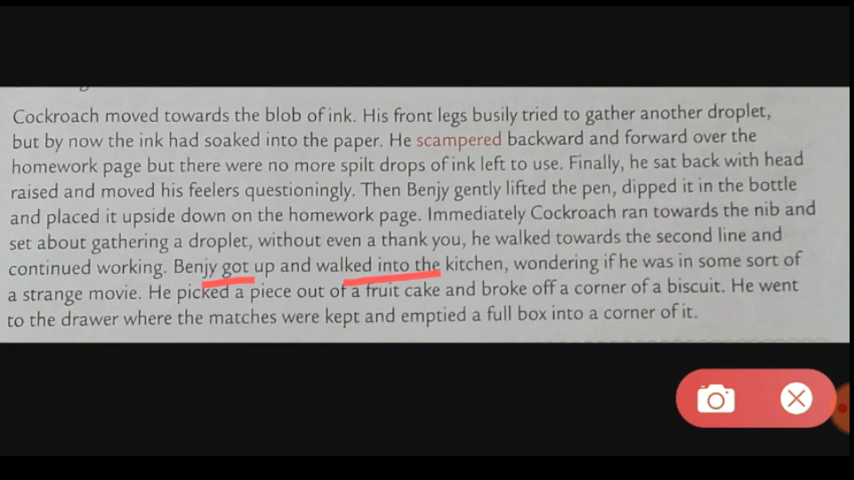 Cockroach moved towards the blob of ink. His front legs busily tried to gather another droplet,
but by now the ink had soaked into the paper. He scampered backward and forward over the
homework page but there were no more spilt drops of ink left to use. Finally, he sat back with head
raised and moved his feelers questioningly. Then Benjy gently lifted the pen, dipped it in the bottle
and placed it upside down on the homework page. Immediately Cockroach ran towards the nib and
set about gathering a droplet, without even a thank you, he walked towards the second line and
continued working. Benjy got up and walked into the kitchen, wondering if he was in some sort of
a strange movie. He picked a piece out of a fruit cake and broke off a corner of a biscuit. He went
to the drawer where the matches were kept and emptied a full box into a corner of it.